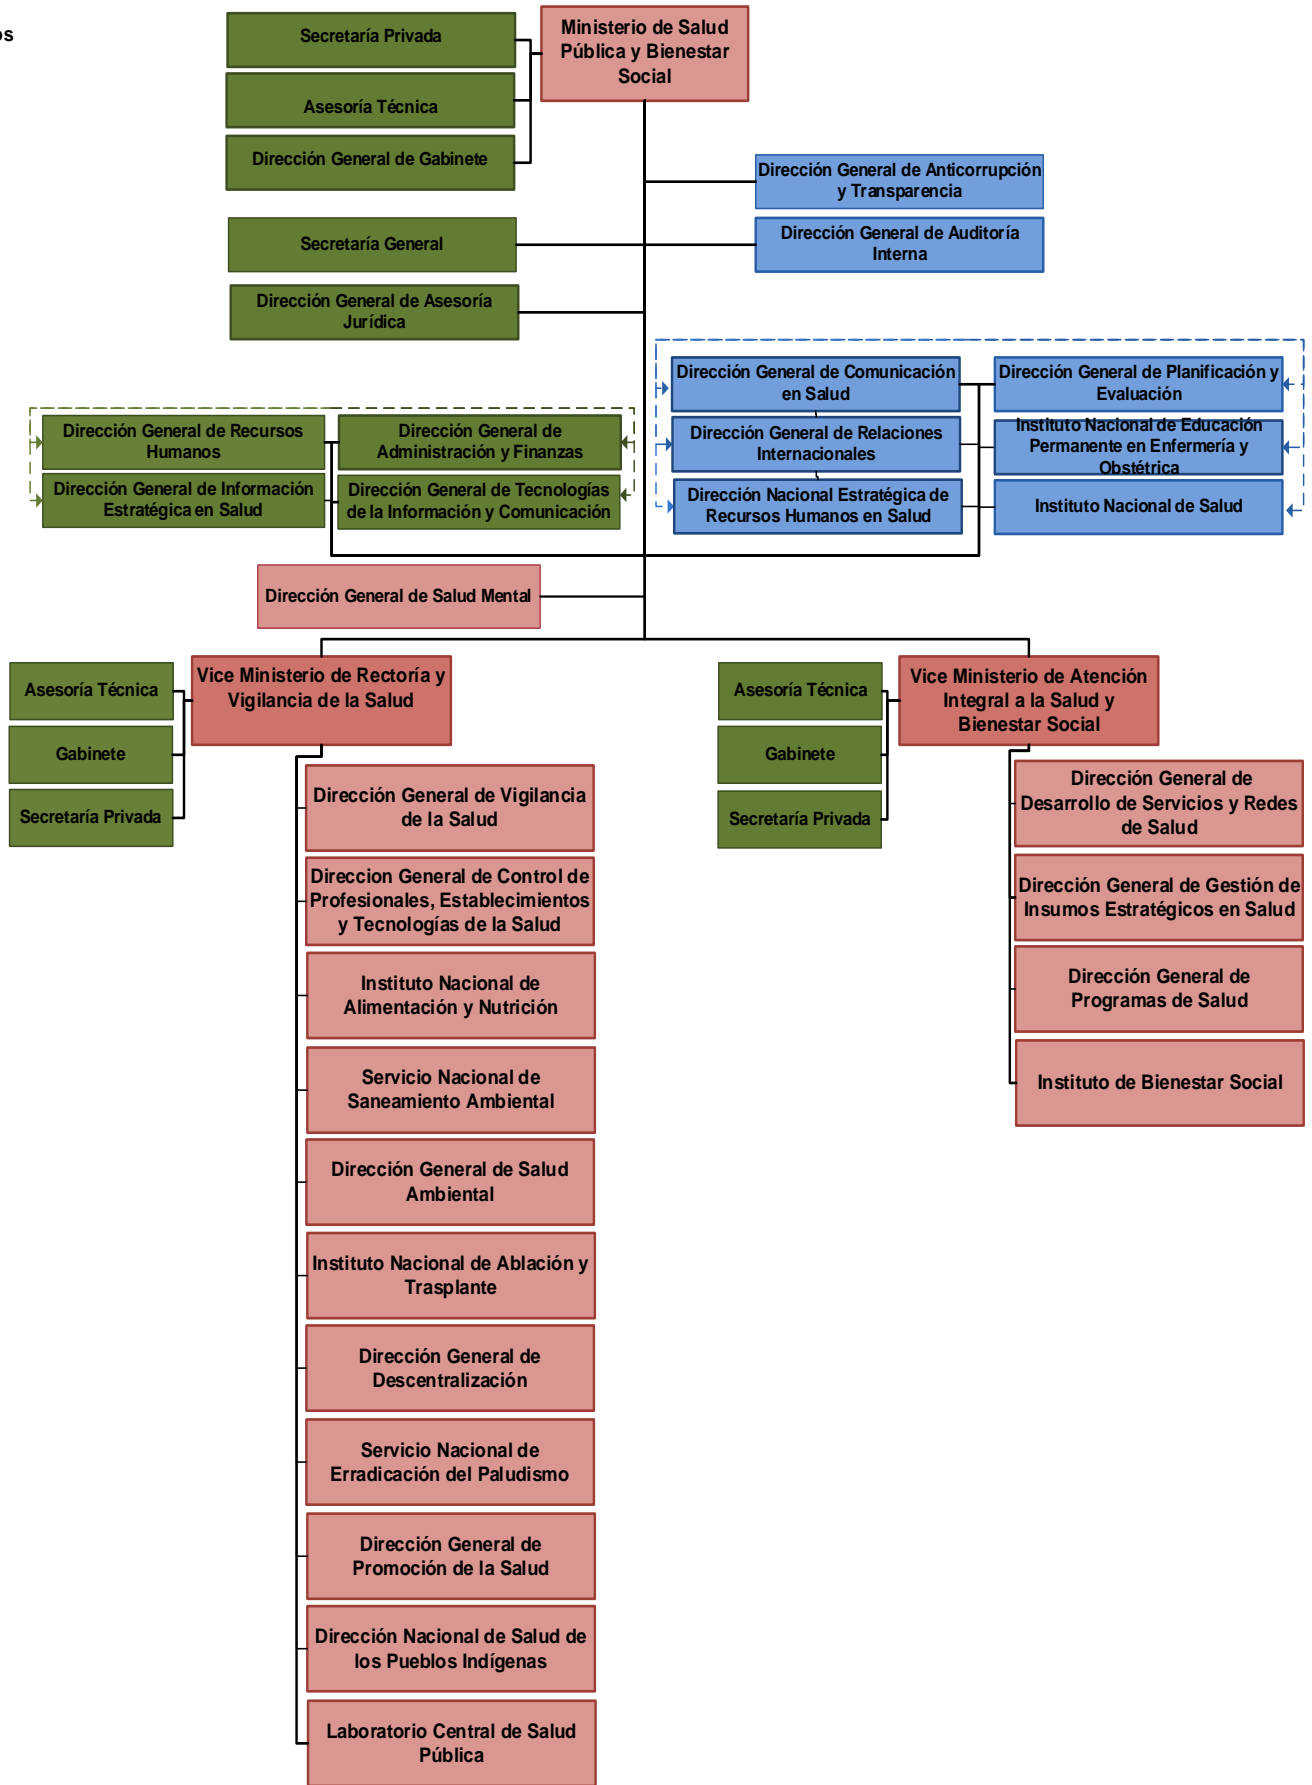 os
Secretaría Privada
Asesoría Técnica
Dirección General de Gabinete
Ministerio de Salud
Pública y Bienestar
Social
Dirección General de Anticorrupción
y Transparencia
Secretaría General
Dirección General de Auditoría
Interna
Dirección General de Asesoría
Jurídica
Dirección General de Comunicación
en Salud
Dirección General de Planificación y
Evaluación
Dirección General de Recursos
Humanos
Dirección General de
Administración y Finanzas
Dirección General de Relaciones
Internacionales
Instituto Nacional de Educación
Permanente en Enfermería y
Obstétrica
Dirección General de Información
Estratégica en Salud
Dirección General de Tecnologías
de la Información y Comunicación
Dirección Nacional Estratégica de
Recursos Humanos en Salud
Instituto Nacional de Salud
Dirección General de Salud Mental
Asesoría Técnica
Gabinete
Secretaría Privada
Vice Ministerio de Rectoría y
Vigilancia de la Salud
Dirección General de Vigilancia
de la Salud
Direccion General de Control de
Profesionales, Establecimientos
y Tecnologías de la Salud
Instituto Nacional de
Alimentación y Nutrición
Servicio Nacional de
Saneamiento Ambiental
Dirección General de Salud
Ambiental
Instituto Nacional de Ablación y
Trasplante
Dirección General de
Descentralización
Servicio Nacional de
Erradicación del Paludismo
Dirección General de
Promoción de la Salud
Dirección Nacional de Salud de
los Pueblos Indígenas
Laboratorio Central de Salud
Pública
Asesoría Técnica
Gabinete
Secretaría Privada
Vice Ministerio de Atención
Integral a la Salud y
Bienestar Social
Dirección General de
Desarrollo de Servicios y Redes
de Salud
Dirección General de Gestión de
Insumos Estratégicos en Salud
Dirección General de
Programas de Salud
Instituto de Bienestar Social